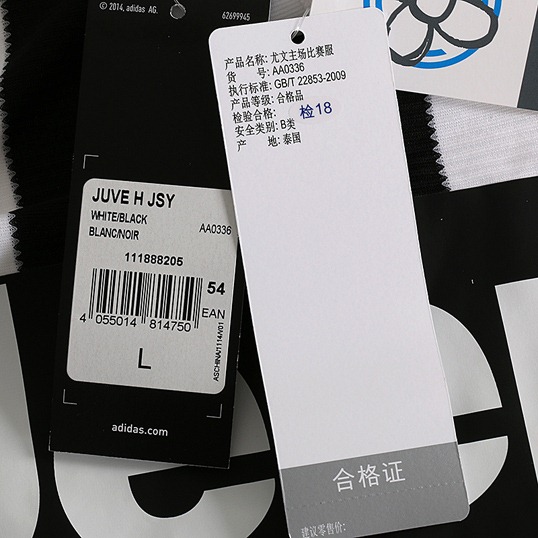 © 2014, adidas AG.
62699945
JUVE H JSY
WHITE/BLACK
BLANC/NOIR
AA0336
111888205
54
EAN
4 055014 814750
L
ASCHINA/1114/V01
adidas.com
产品名称: 尤文主场比赛服
货 号: AA0336
执行标准: GB/T 22853-2009
产品等级: 合格品
检验合格: 检18
安全类别: B类
产 地: 泰国
合格证
建议零售价: